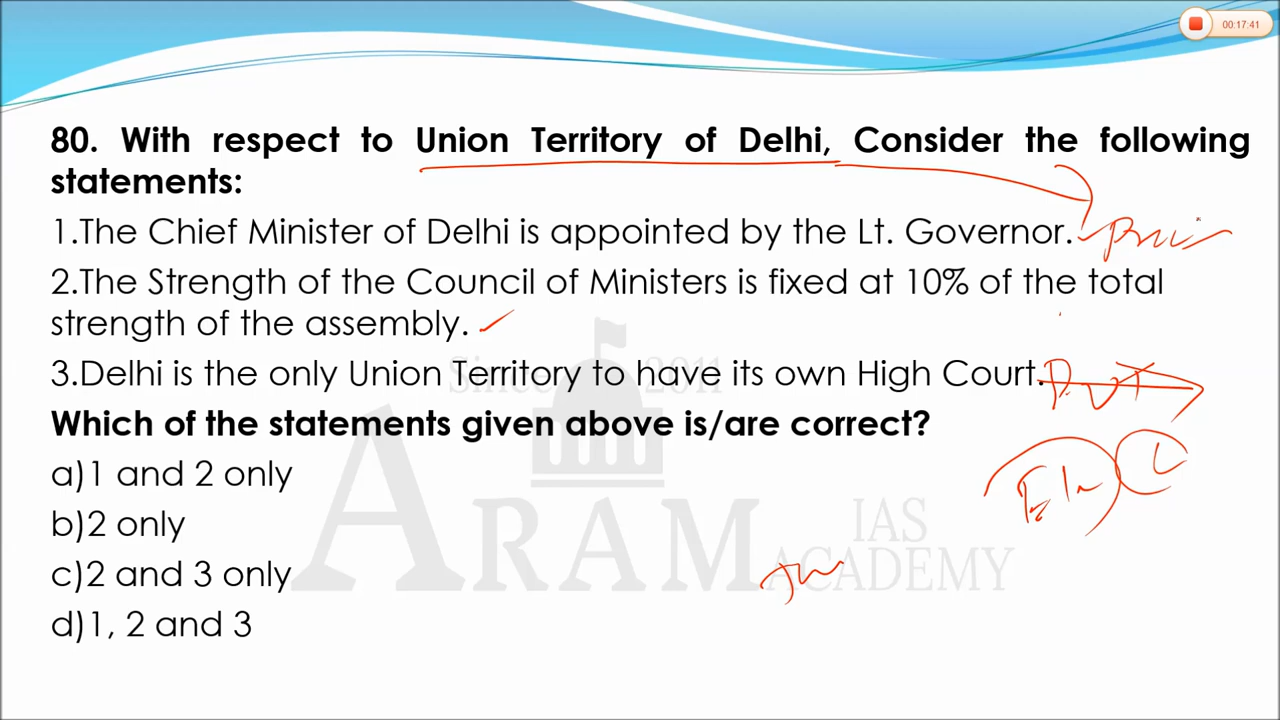 00:17:41
80. With respect to Union Territory of Delhi, Consider the following
statements:
1.The Chief Minister of Delhi is appointed by the Lt. Governor.
2.The Strength of the Council of Ministers is fixed at 10% of the total
strength of the assembly.
3.Delhi is the only Union Territory to have its own High Court.
Which of the statements given above is/are correct?
a)1 and 2 only
b)2 only
c)2 and 3 only
d)1, 2 and 3
Since 2011
ARAM IAS
ACADEMY